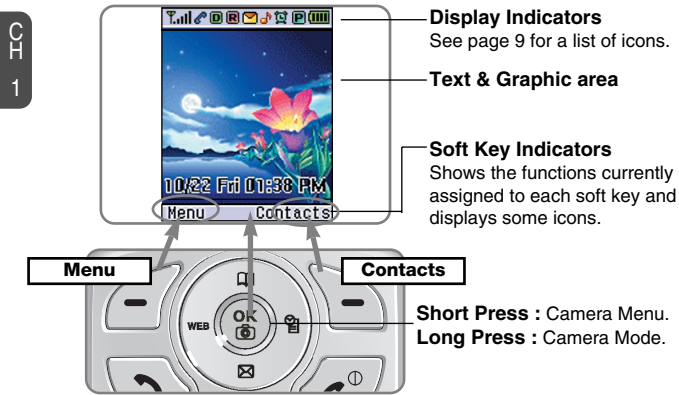 CH
1
D R P
Display Indicators
See page 9 for a list of icons.
Text & Graphic area
10/22 Fri 01:38 PM
Soft Key Indicators
Shows the functions currently
assigned to each soft key and
displays some icons.
Menu Contacts
Menu
Contacts
WEB
OK
Short Press : Camera Menu.
Long Press : Camera Mode.